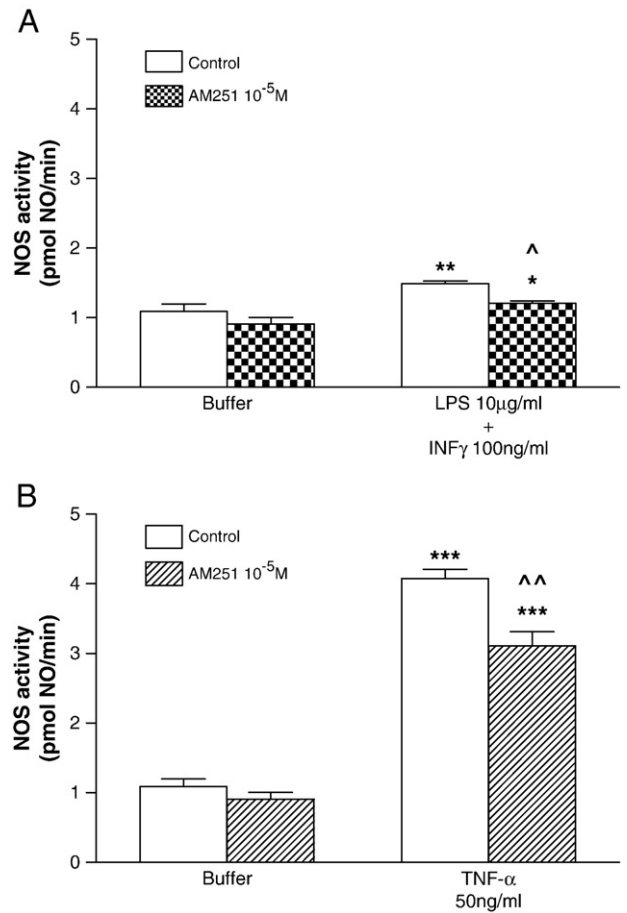 A
5
4
3
2
1
0
NOS activity
(pmol NO/min)
Control
AM251 10⁻⁵M
**
^
*
Buffer
LPS 10μg/ml
+
INFγ 100ng/ml
B
5
4
3
2
1
0
NOS activity
(pmol NO/min)
Control
AM251 10⁻⁵M
***
^^
***
Buffer
TNF-α
50ng/ml